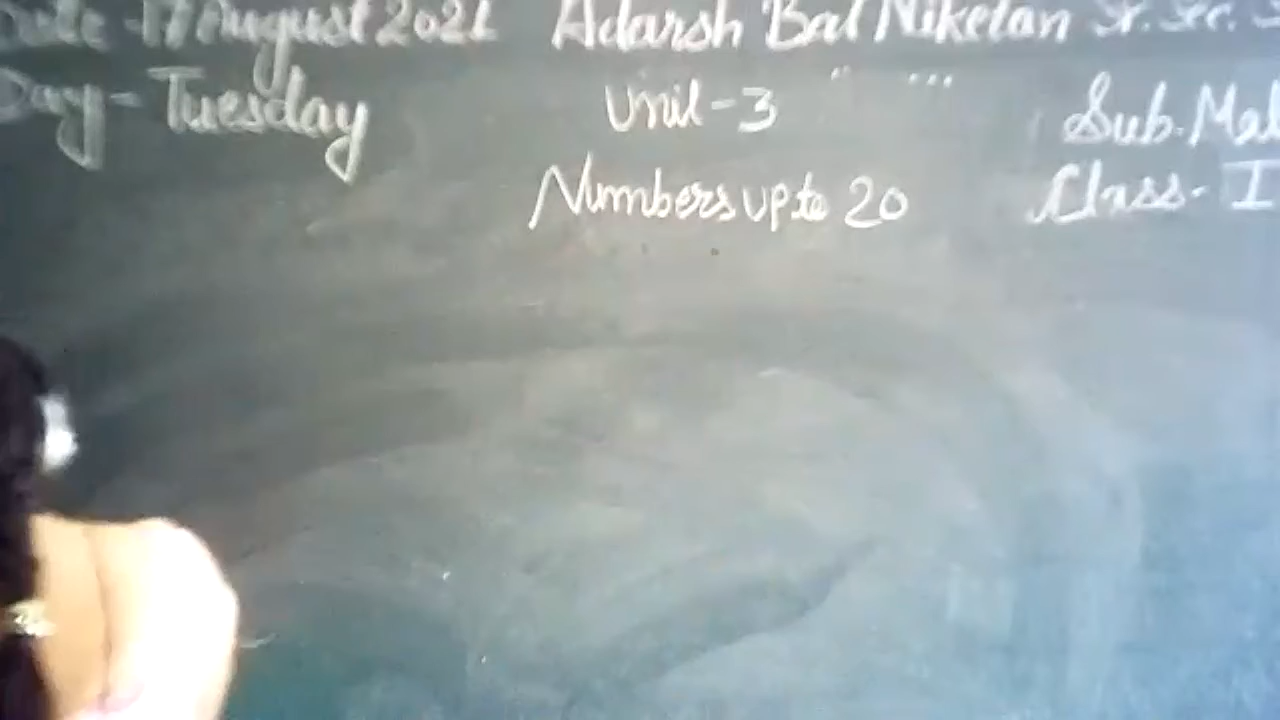 Date - 17 August 2021 Adarsh Bal Niketan Sr. Sec. S
Day - Tuesday Unit - 3 Sub. Mat
Numbers up to 20 Class - I